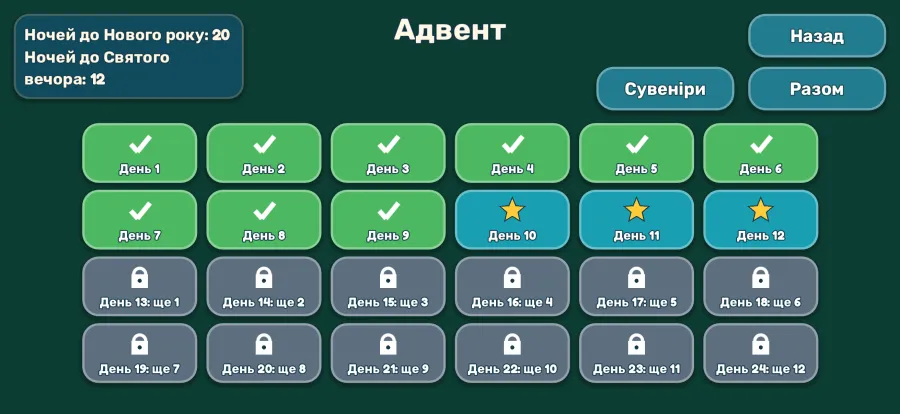 Ночей до Нового року: 20
Ночей до Святого
вечора: 12
Адвент
Назад
Сувеніри
Разом
День 1
День 2
День 3
День 4
День 5
День 6
День 7
День 8
День 9
День 10
День 11
День 12
День 13: ще 1
День 14: ще 2
День 15: ще 3
День 16: ще 4
День 17: ще 5
День 18: ще 6
День 19: ще 7
День 20: ще 8
День 21: ще 9
День 22: ще 10
День 23: ще 11
День 24: ще 12